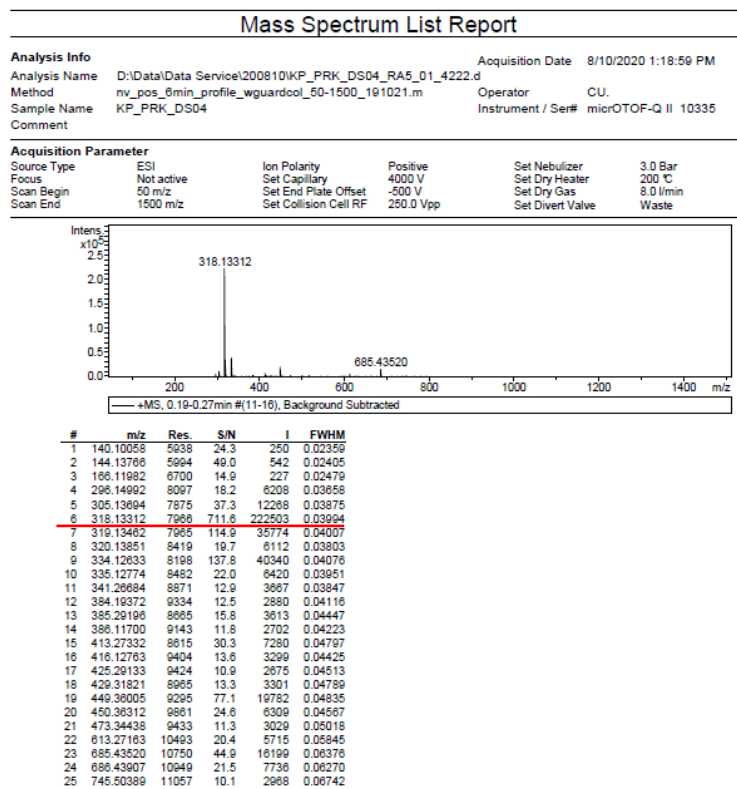 Mass Spectrum List Report
Analysis Info
Acquisition Date 8/10/2020 1:18:59 PM
Analysis Name D:\Data\Data Service\200810\KP_PRK_DS04_RA5_01_4222.d
Method nv_pos_6min_profile_wguardcol_50-1500_191021.m Operator CU.
Sample Name KP_PRK_DS04 Instrument / Ser# micrOTOF-Q II 10335
Comment
Acquisition Parameter
Source Type ESI Ion Polarity Positive Set Nebulizer 3.0 Bar
Focus Not active Set Capillary 4000 V Set Dry Heater 200 ℃
Scan Begin 50 m/z Set End Plate Offset -500 V Set Dry Gas 8.0 l/min
Scan End 1500 m/z Set Collision Cell RF 250.0 Vpp Set Divert Valve Waste
Intens.
x10⁵
2.5
318.13312
2.0
1.5
1.0
0.5
685.43520
0.0
200 400 600 800 1000 1200 1400 m/z
+MS, 0.19-0.27min #(11-16), Background Subtracted
# m/z Res. S/N I FWHM
1 140.10058 5938 24.3 250 0.02359
2 144.13766 5994 49.0 542 0.02405
3 166.11982 6700 14.9 227 0.02479
4 296.14992 8097 18.2 6208 0.03658
5 305.13694 7875 37.3 12268 0.03875
6 318.13312 7966 711.6 222503 0.03994
7 319.13462 7965 114.9 35774 0.04007
8 320.13851 8419 19.7 6112 0.03803
9 334.12633 8198 137.8 40340 0.04076
10 335.12774 8482 22.0 6420 0.03951
11 341.26684 8871 12.9 3667 0.03847
12 384.19372 9334 12.5 2880 0.04116
13 385.29196 8665 15.8 3613 0.04447
14 386.11700 9143 11.8 2702 0.04223
15 413.27332 8615 30.3 7280 0.04797
16 416.12763 9404 13.6 3299 0.04425
17 425.29133 9424 10.9 2675 0.04513
18 429.31821 8965 13.3 3301 0.04789
19 449.36005 9295 77.1 19782 0.04835
20 450.36312 9861 24.6 6309 0.04567
21 473.34438 9433 11.3 3029 0.05018
22 613.27163 10493 20.4 5715 0.05845
23 685.43520 10750 44.9 16199 0.06376
24 686.43907 10949 21.5 7736 0.06270
25 745.50389 11057 10.1 2968 0.06742